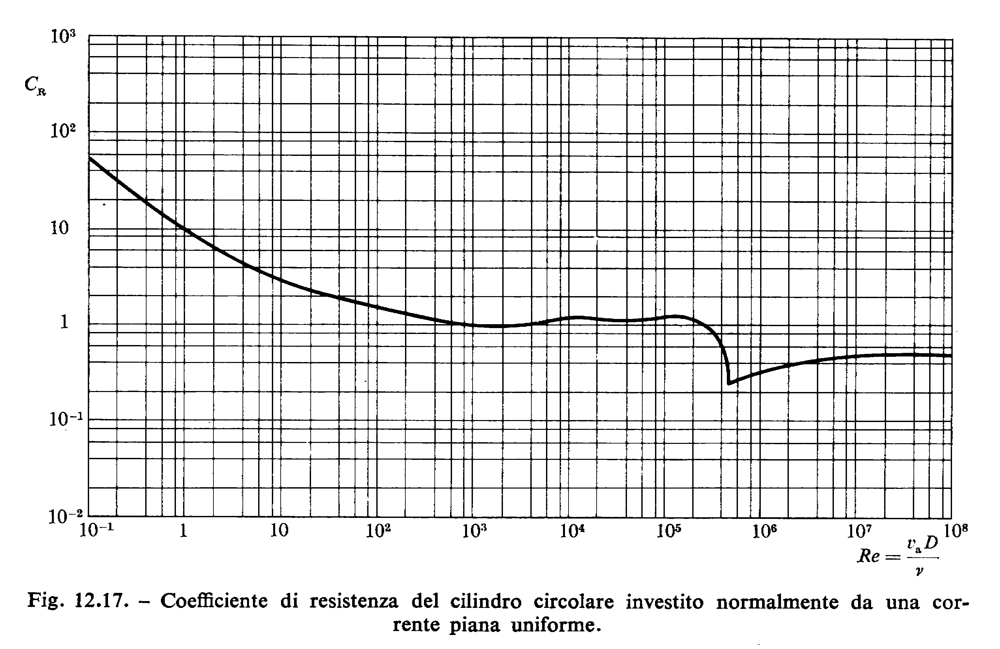 10³
C_R
10²
10
1
10⁻¹
10⁻²
10⁻¹ 1 10 10² 10³ 10⁴ 10⁵ 10⁶ 10⁷ 10⁸
Re = v_a D / ν
Fig. 12.17. – Coefficiente di resistenza del cilindro circolare investito normalmente da una cor-
rente piana uniforme.